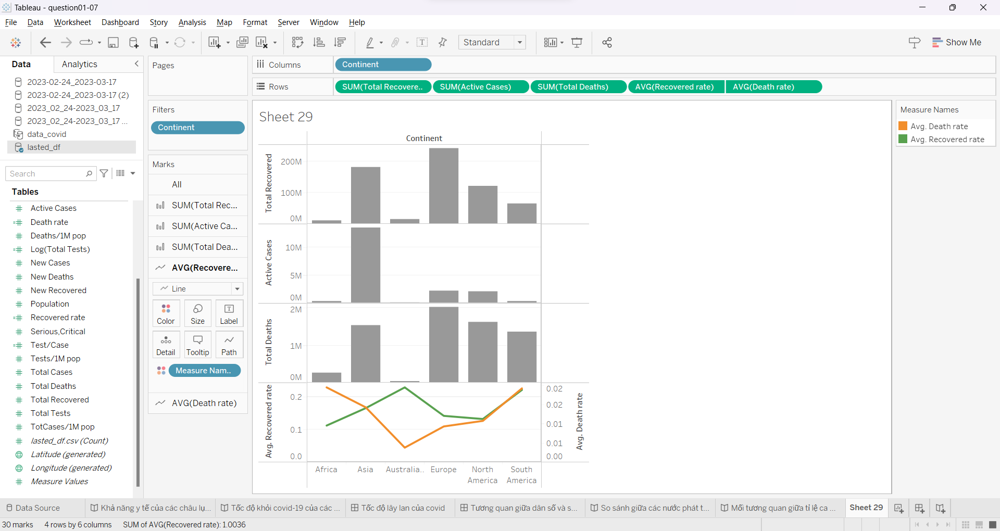 Tableau - question01-07
File Data Worksheet Dashboard Story Analysis Map Format Server Window Help
Standard
Show Me
Data Analytics
2023-02-24_2023-03-17
2023-02-24_2023-03-17 (2)
2023_02_24-2023_03_17
2023_02_24-2023_03_17 ...
data_covid
lasted_df
Search
Tables
Active Cases
Death rate
Deaths/1M pop
Log(Total Tests)
New Cases
New Deaths
New Recovered
Population
Recovered rate
Serious,Critical
Test/Case
Tests/1M pop
Total Cases
Total Deaths
Total Recovered
Total Tests
TotCases/1M pop
lasted_df.csv (Count)
Latitude (generated)
Longitude (generated)
Measure Values
Pages
Filters
Continent
Marks
All
SUM(Total Rec...
SUM(Active Ca...
SUM(Total Dea...
AVG(Recovere...
Line
Color Size Label
Detail Tooltip Path
Measure Nam..
AVG(Death rate)
Columns Continent
Rows SUM(Total Recovere.. SUM(Active Cases) SUM(Total Deaths) AVG(Recovered rate) AVG(Death rate)
Sheet 29
Continent
Total Recovered
200M
100M
0M
Active Cases
10M
5M
0M
Total Deaths
2M
1M
0M
Avg. Recovered rate
0.2
0.1
0.0
0.02
0.02
0.01
0.01
0.00
Avg. Death rate
Africa Asia Australia.. Europe North America South America
Measure Names
Avg. Death rate
Avg. Recovered rate
Data Source Khả năng y tế của các châu lụ... Tốc độ khỏi covid-19 của các ... Tốc độ lây lan của covid Tương quan giữa dân số và s... So sánh giữa các nước phát t... Mối tương quan giữa tỉ lệ ca ... Sheet 29
30 marks 4 rows by 6 columns SUM of AVG(Recovered rate): 1.0036